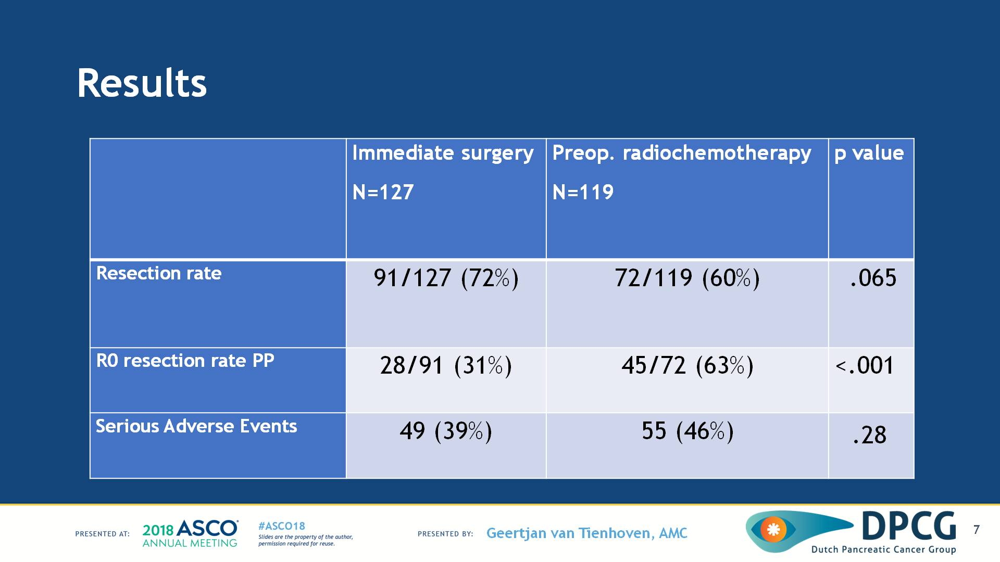 Results
Immediate surgery
N=127
Preop. radiochemotherapy
N=119
p value
Resection rate
91/127 (72%)
72/119 (60%)
.065
R0 resection rate PP
28/91 (31%)
45/72 (63%)
<.001
Serious Adverse Events
49 (39%)
55 (46%)
.28
PRESENTED AT:
2018 ASCO®
ANNUAL MEETING
#ASCO18
Slides are the property of the author,
permission required for reuse.
PRESENTED BY:
Geertjan van Tienhoven, AMC
DPCG
Dutch Pancreatic Cancer Group
7